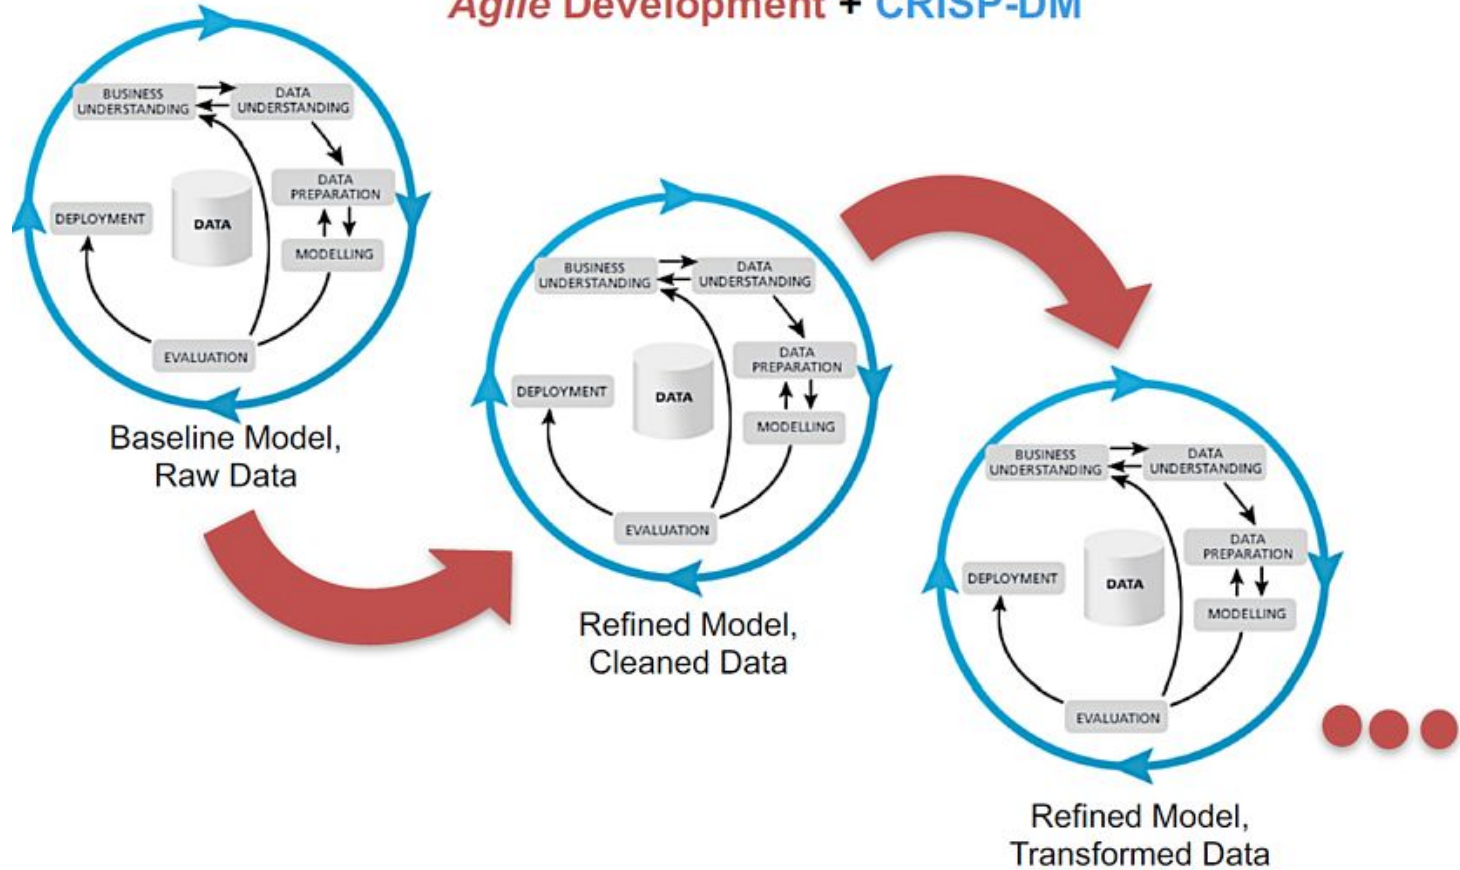 Agile Development + CRISP-DM
BUSINESS
UNDERSTANDING
DATA
UNDERSTANDING
DATA
PREPARATION
DEPLOYMENT
DATA
MODELLING
EVALUATION
Baseline Model,
Raw Data
BUSINESS
UNDERSTANDING
DATA
UNDERSTANDING
DATA
PREPARATION
DEPLOYMENT
DATA
MODELLING
EVALUATION
Refined Model,
Cleaned Data
BUSINESS
UNDERSTANDING
DATA
UNDERSTANDING
DATA
PREPARATION
DEPLOYMENT
DATA
MODELLING
EVALUATION
Refined Model,
Transformed Data